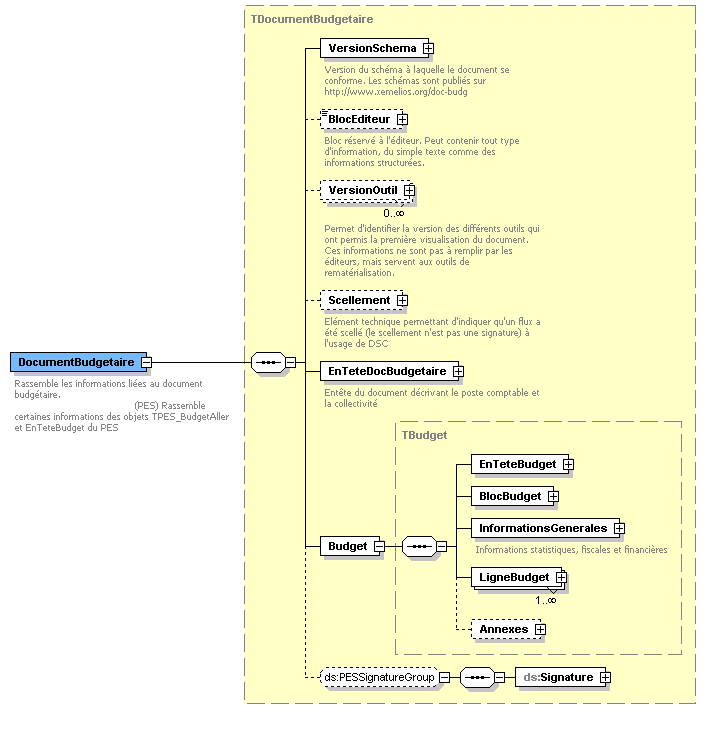 TDocumentBudgetaire
VersionSchema
Version du schéma à laquelle le document se
conforme. Les schémas sont publiés sur
http://www.xemelios.org/doc-budg
BlocEditeur
Bloc réservé à l'éditeur. Peut contenir tout type
d'information, du simple texte comme des
informations structurées.
VersionOutil
0..∞
Permet d'identifier la version des différents outils qui
ont permis la première visualisation du document.
Ces informations ne sont pas à remplir par les
éditeurs, mais servent aux outils de
rematérialisation.
Scellement
Elément technique permettant d'indiquer qu'un flux a
été scellé (le scellement n'est pas une signature) à
l'usage de DSC
DocumentBudgetaire
Rassemble les informations liées au document
budgétaire.
(PES) Rassemble
certaines informations des objets TPES_BudgetAller
et EnTeteBudget du PES
EnTeteDocBudgetaire
Entête du document décrivant le poste comptable et
la collectivité
TBudget
EnTeteBudget
BlocBudget
InformationsGenerales
Informations statistiques, fiscales et financières
Budget
LigneBudget
1..∞
Annexes
ds:PESSignatureGroup
ds:Signature